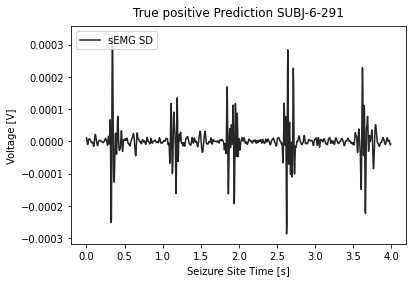 True positive Prediction SUBJ-6-291
sEMG SD
Voltage [V]
0.0003
0.0002
0.0001
0.0000
−0.0001
−0.0002
−0.0003
0.0 0.5 1.0 1.5 2.0 2.5 3.0 3.5 4.0
Seizure Site Time [s]